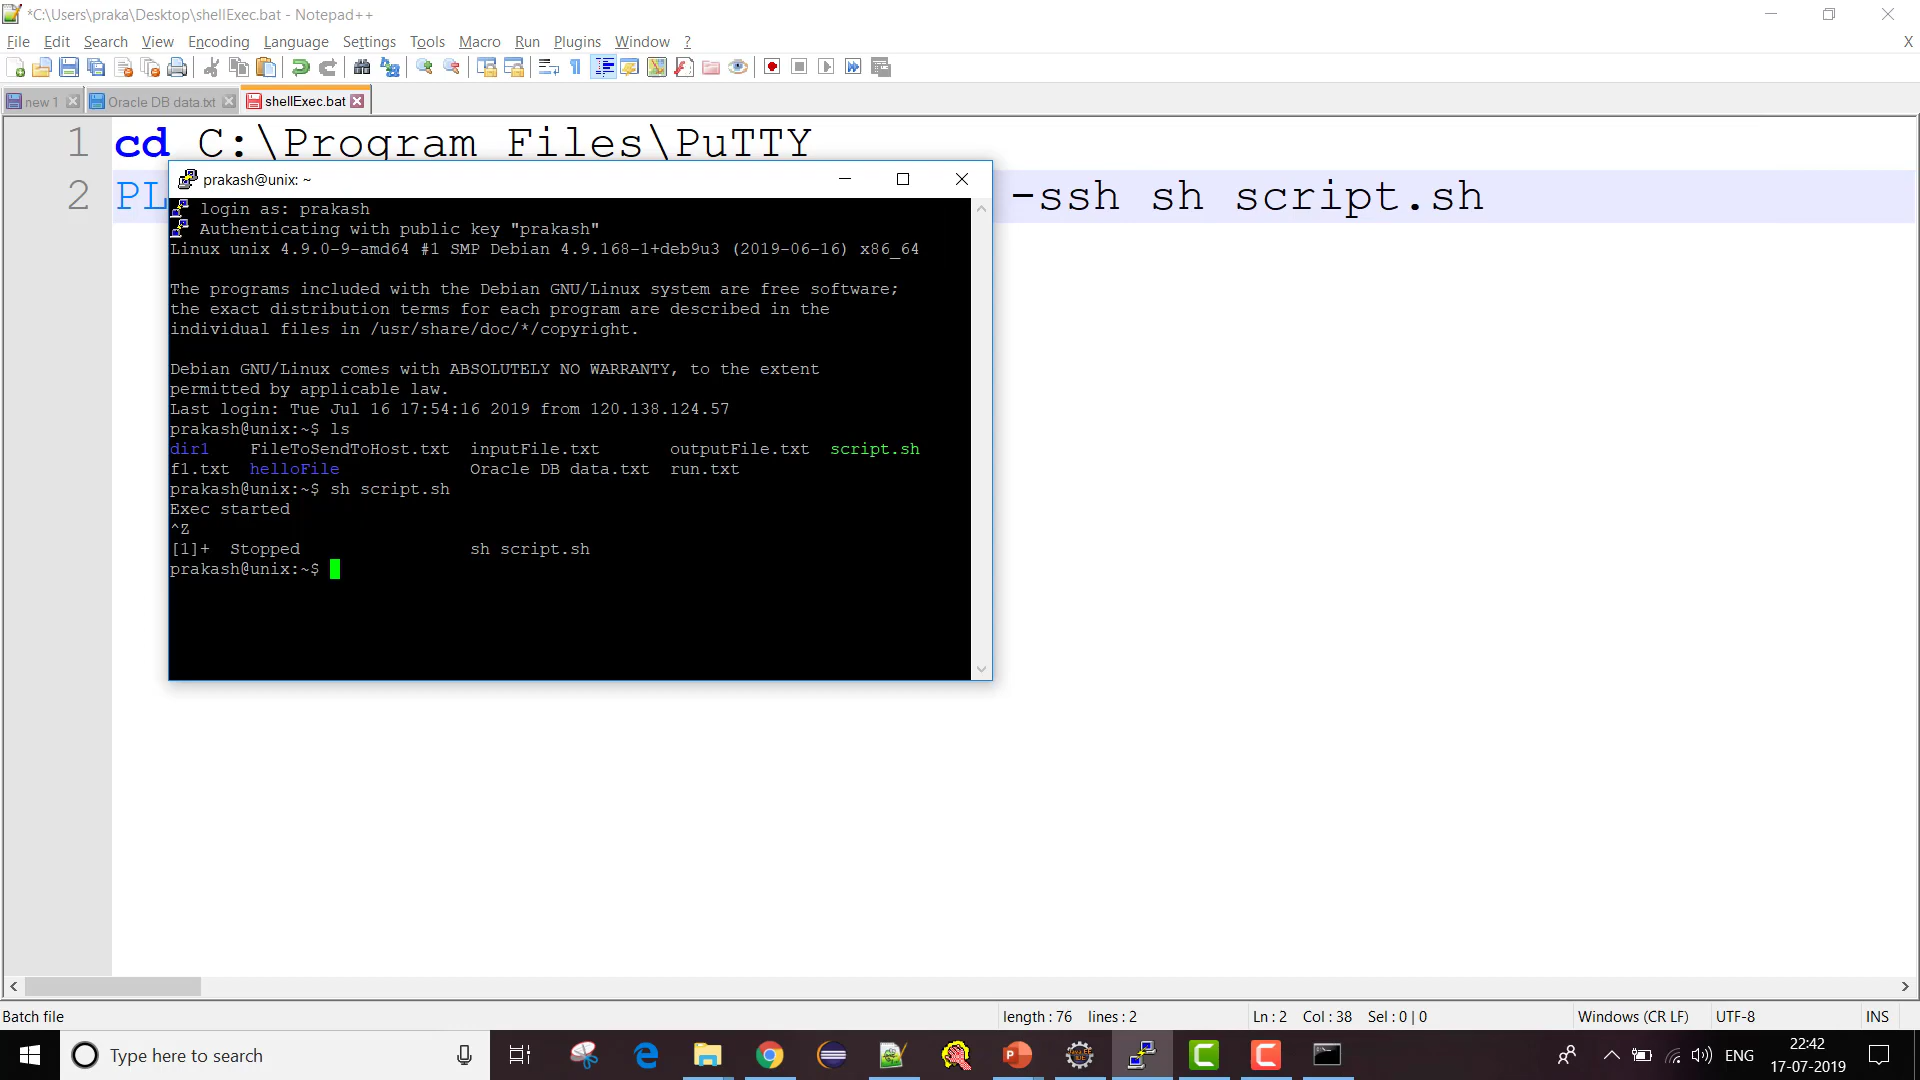 *C:\Users\praka\Desktop\shellExec.bat - Notepad++
File Edit Search View Encoding Language Settings Tools Macro Run Plugins Window ? X
new 1 Oracle DB data.txt shellExec.bat
1 cd C:\Program Files\PuTTY
2 PL -ssh sh script.sh
prakash@unix: ~
login as: prakash
Authenticating with public key "prakash"
Linux unix 4.9.0-9-amd64 #1 SMP Debian 4.9.168-1+deb9u3 (2019-06-16) x86_64
The programs included with the Debian GNU/Linux system are free software;
the exact distribution terms for each program are described in the
individual files in /usr/share/doc/*/copyright.
Debian GNU/Linux comes with ABSOLUTELY NO WARRANTY, to the extent
permitted by applicable law.
Last login: Tue Jul 16 17:54:16 2019 from 120.138.124.57
prakash@unix:~$ ls
dir1 FileToSendToHost.txt inputFile.txt outputFile.txt script.sh
f1.txt helloFile Oracle DB data.txt run.txt
prakash@unix:~$ sh script.sh
Exec started
^Z
[1]+ Stopped sh script.sh
prakash@unix:~$
Batch file length : 76 lines : 2 Ln : 2 Col : 38 Sel : 0 | 0 Windows (CR LF) UTF-8 INS
Type here to search ENG 22:42
17-07-2019